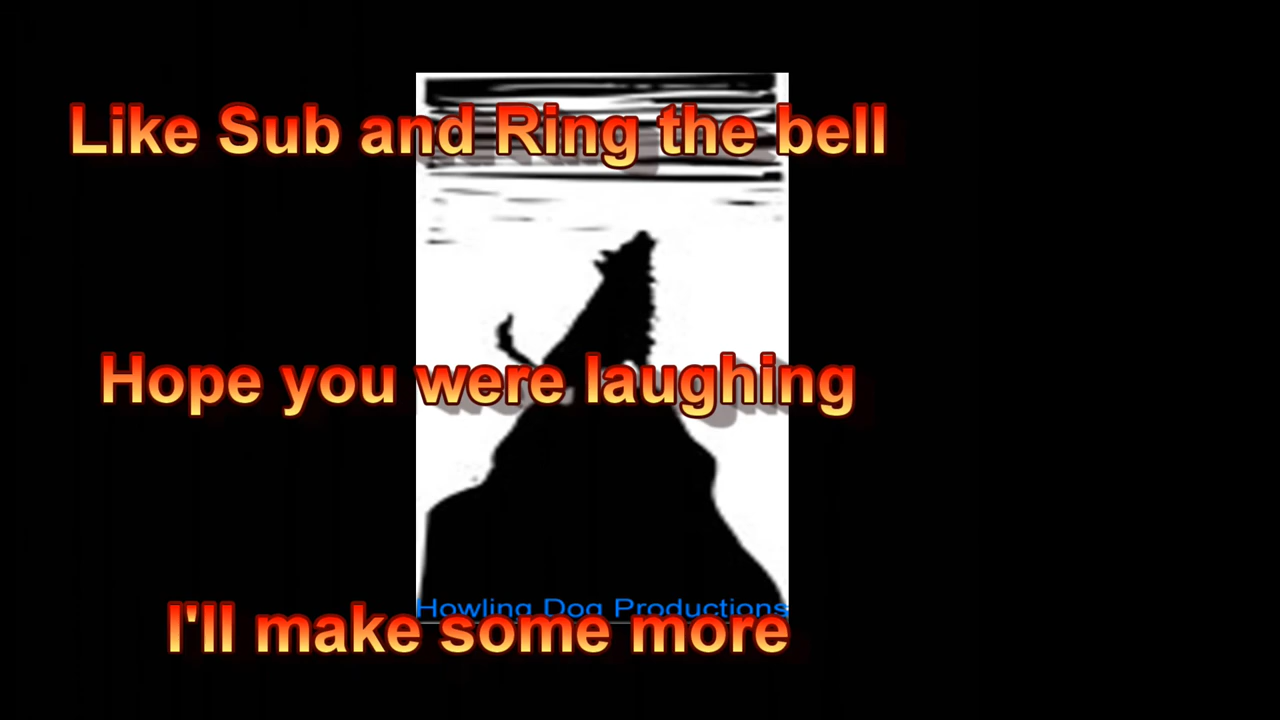 Like Sub and Ring the bell
Hope you were laughing
Howling Dog Productions
I'll make some more